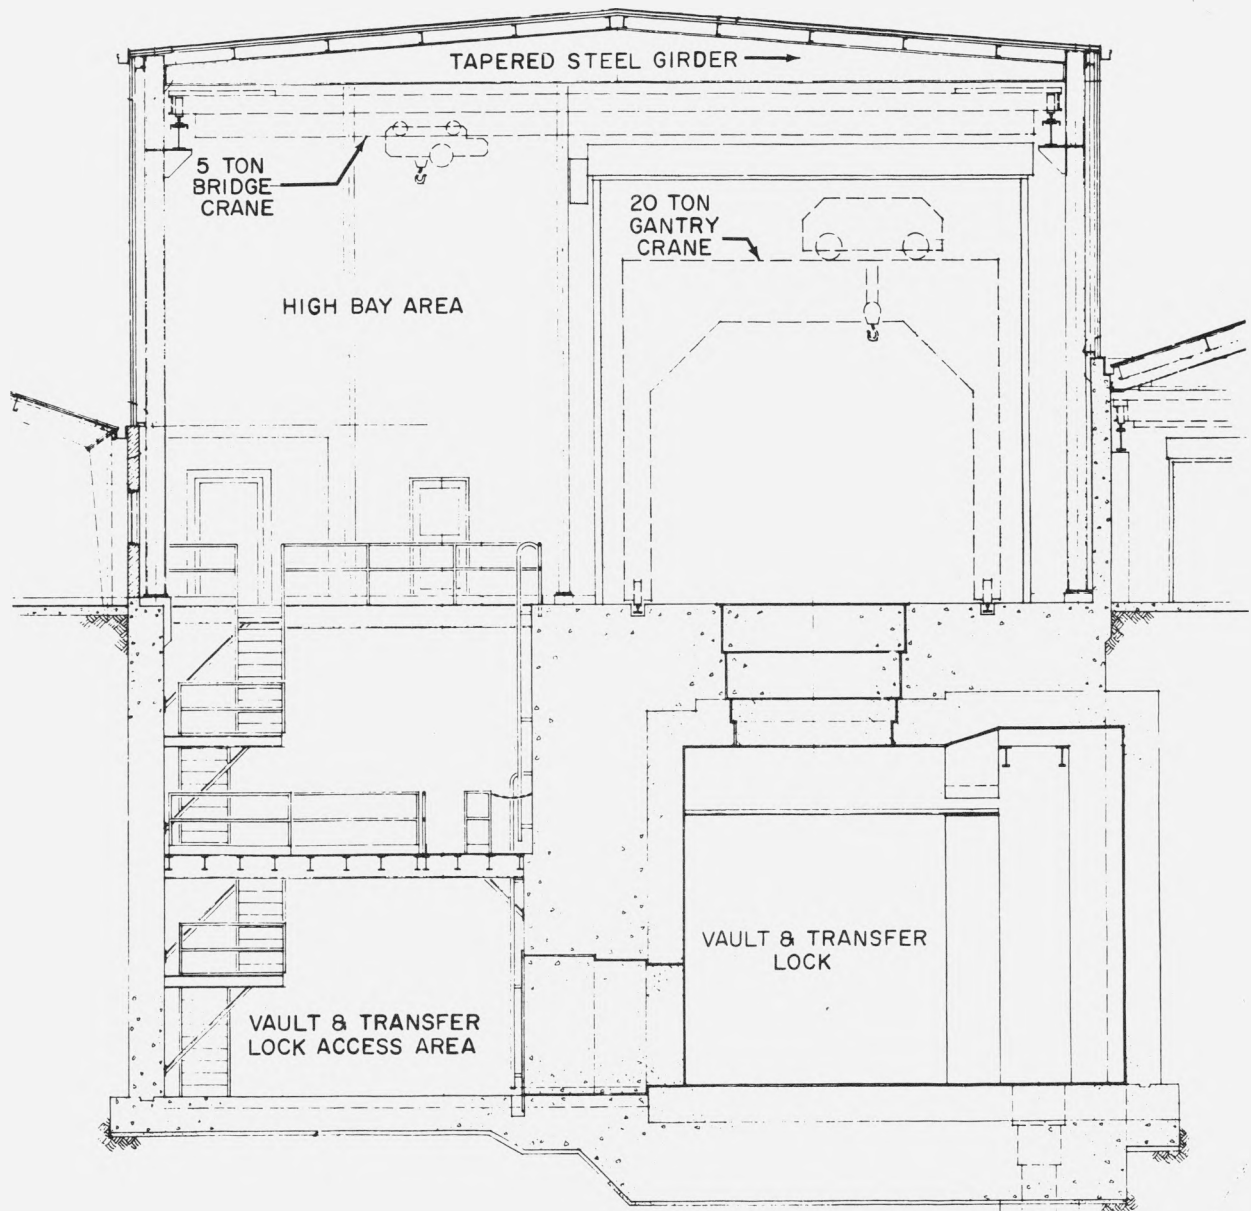 TAPERED STEEL GIRDER
5 TON
BRIDGE
CRANE
20 TON
GANTRY
CRANE
HIGH BAY AREA
VAULT & TRANSFER
LOCK
VAULT & TRANSFER
LOCK ACCESS AREA